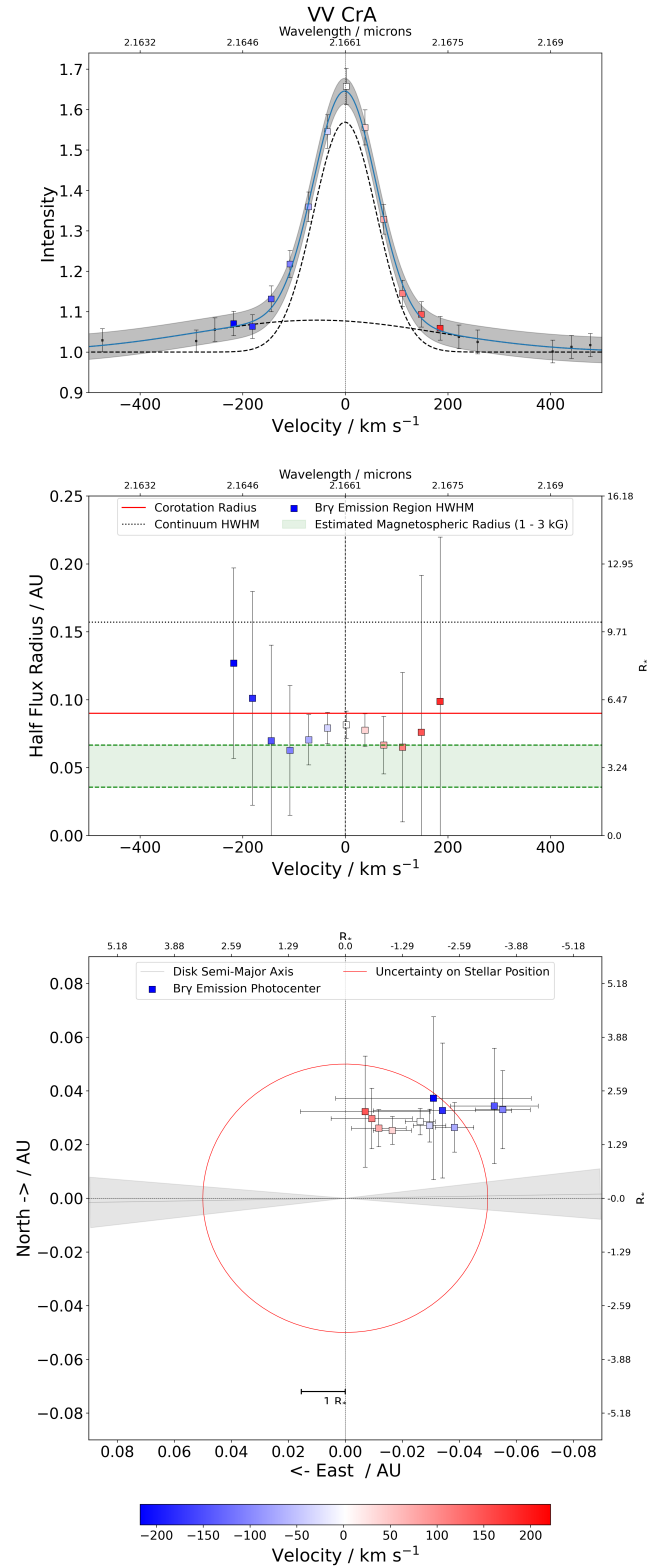 VV CrA
Wavelength / microns
2.1632 2.1646 2.1661 2.1675 2.169
1.7
1.6
1.5
1.4
1.3
1.2
1.1
1.0
0.9
Intensity
−400 −200 0 200 400
Velocity / km s⁻¹
Wavelength / microns
2.1632 2.1646 2.1661 2.1675 2.169
Corotation Radius
Continuum HWHM
Brγ Emission Region HWHM
Estimated Magnetospheric Radius (1 - 3 kG)
0.25
0.20
0.15
0.10
0.05
0.00
Half Flux Radius / AU
16.18
12.95
9.71
6.47
3.24
0.0
R*
−400 −200 0 200 400
Velocity / km s⁻¹
R*
5.18 3.88 2.59 1.29 0.0 -1.29 -2.59 -3.88 -5.18
Disk Semi-Major Axis
Brγ Emission Photocenter
Uncertainty on Stellar Position
0.08
0.06
0.04
0.02
0.00
−0.02
−0.04
−0.06
−0.08
North -> / AU
5.18
3.88
2.59
1.29
-0.0
-1.29
-2.59
-3.88
-5.18
R*
1 R*
0.08 0.06 0.04 0.02 0.00 −0.02 −0.04 −0.06 −0.08
<- East / AU
−200 −150 −100 −50 0 50 100 150 200
Velocity / km s⁻¹